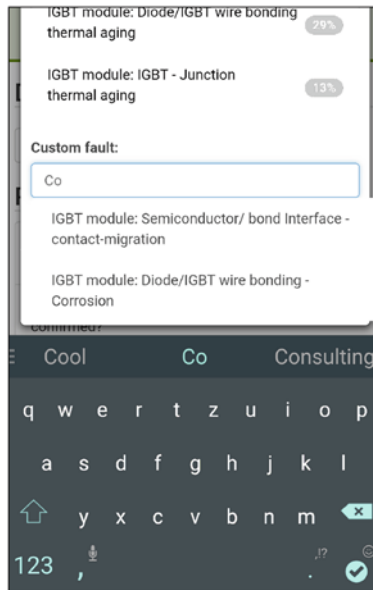 IGBT module: Diode/IGBT wire bonding
thermal aging
29%
IGBT module: IGBT - Junction
thermal aging
13%
Custom fault:
Co
IGBT module: Semiconductor/ bond Interface -
contact-migration
IGBT module: Diode/IGBT wire bonding -
Corrosion
confirmed?
Cool Co Consulting
q w e r t z u i o p
a s d f g h j k l
y x c v b n m
123 , . ,!?